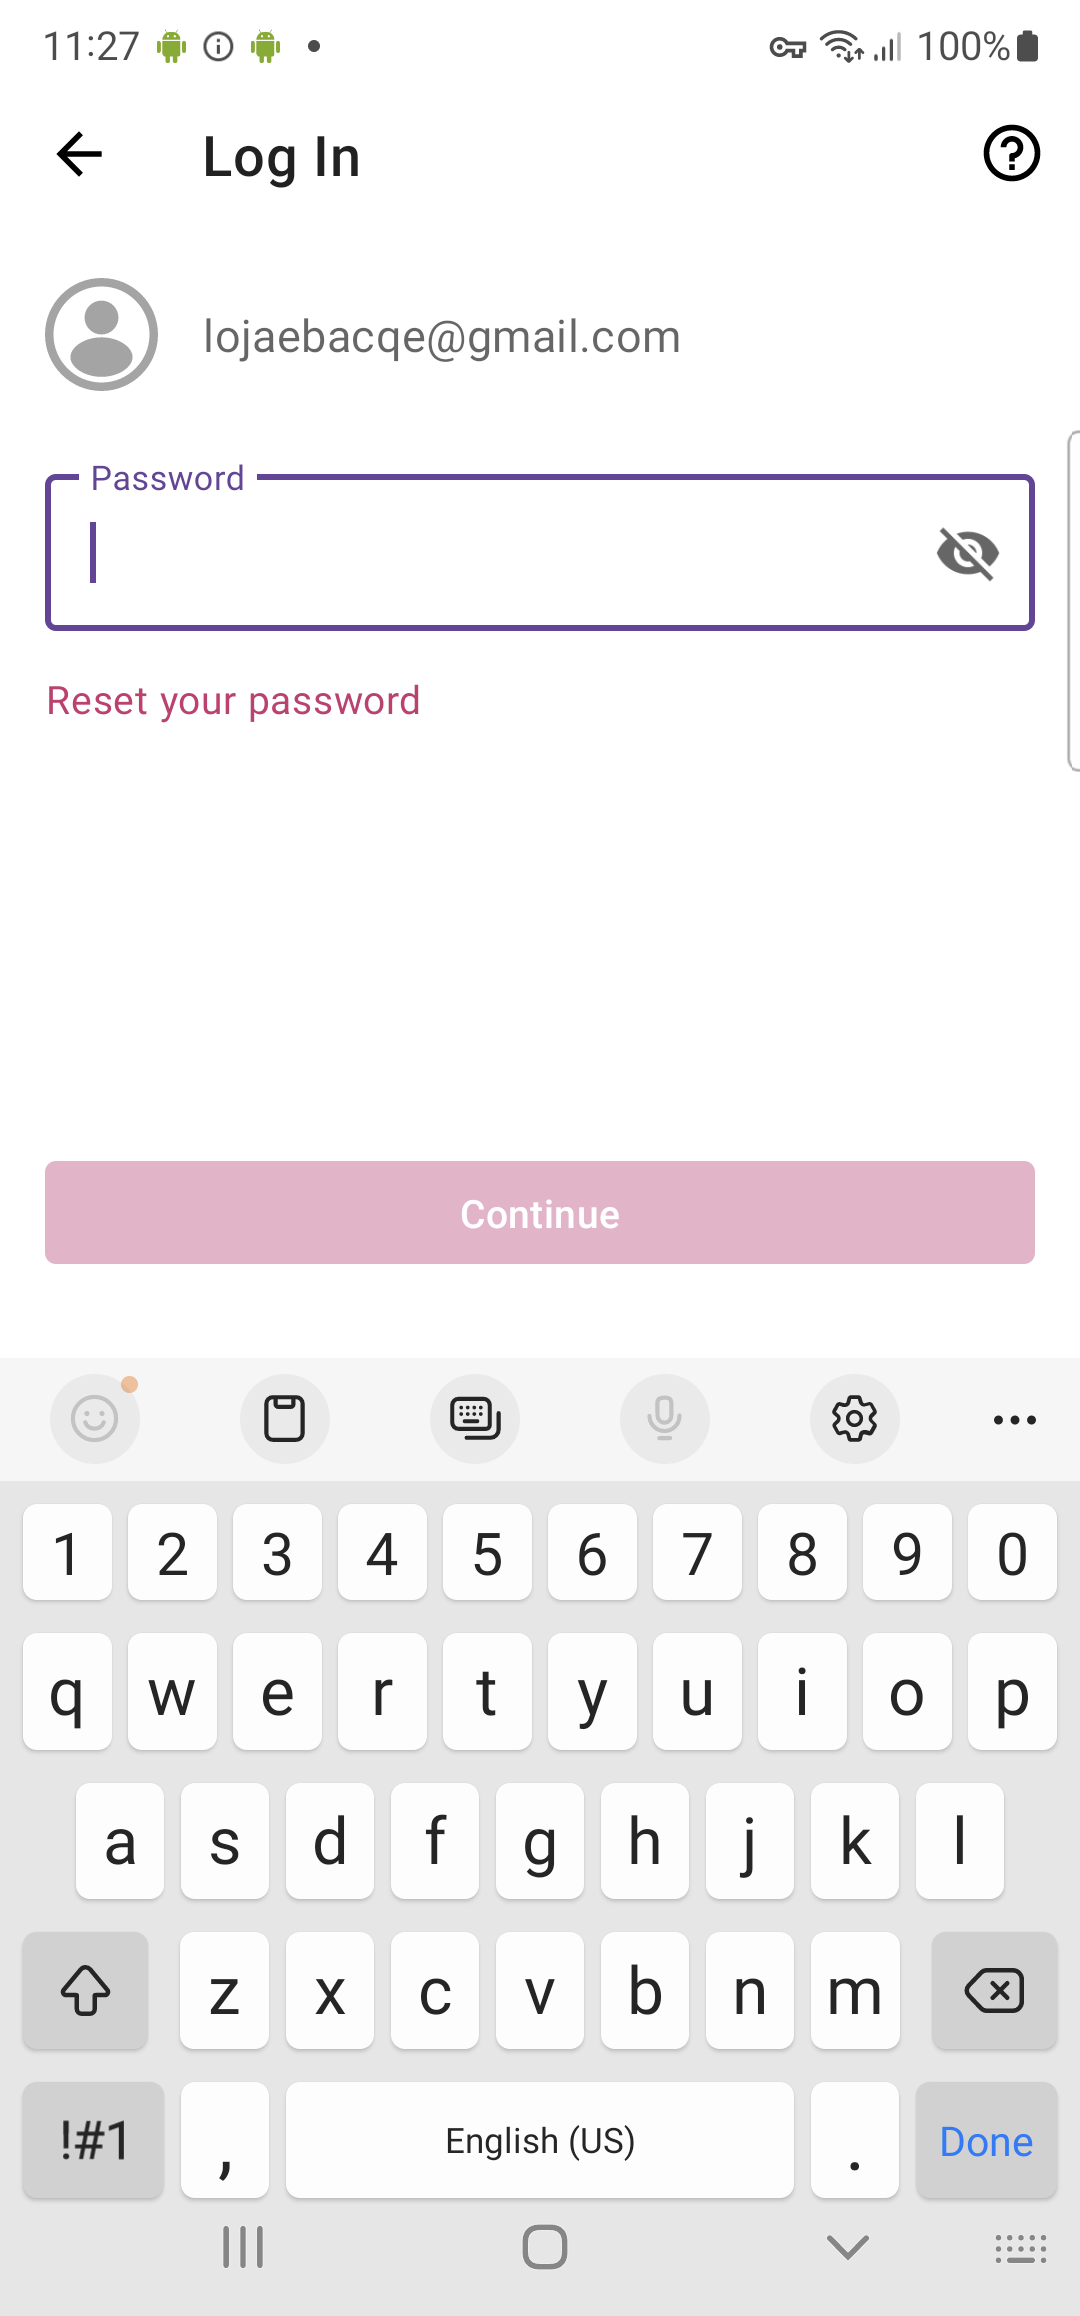 11:27 100%
Log In
lojaebacqe@gmail.com
Password
Reset your password
Continue
1 2 3 4 5 6 7 8 9 0
q w e r t y u i o p
a s d f g h j k l
z x c v b n m
!#1 , English (US) . Done